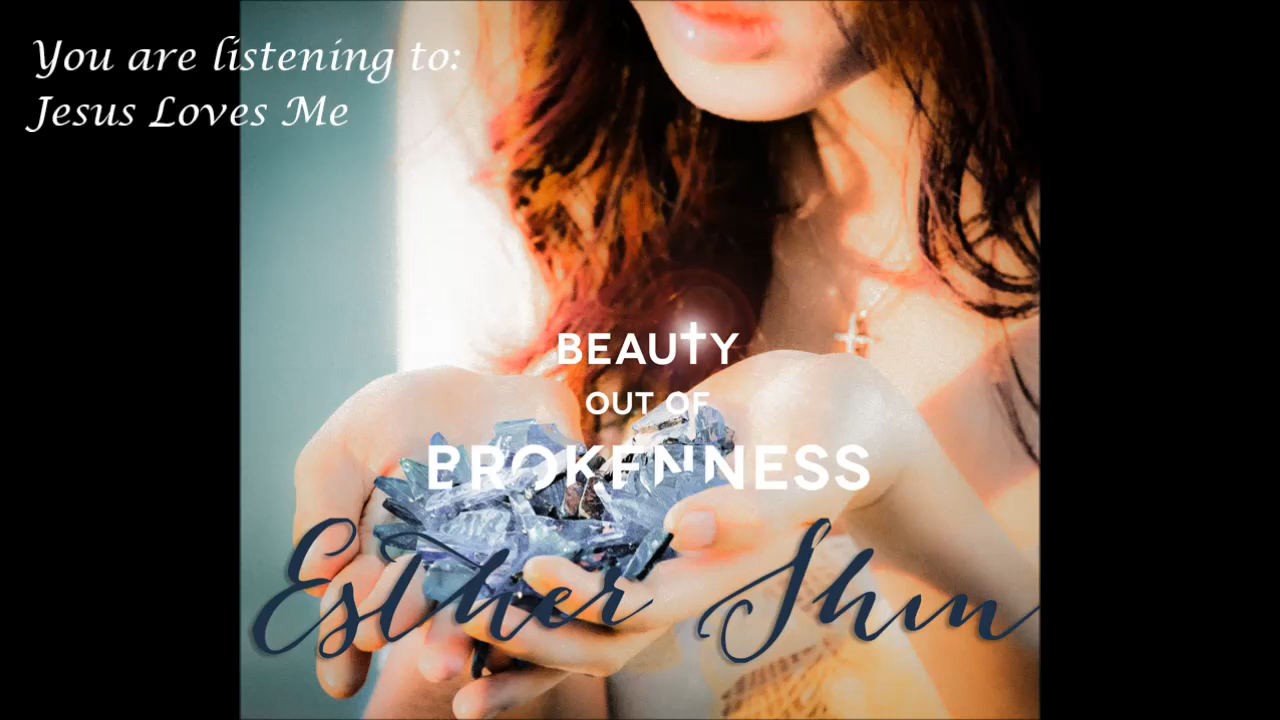 You are listening to:
Jesus Loves Me
BEAUTY
OUT OF
BROKENNESS
Esther Shin